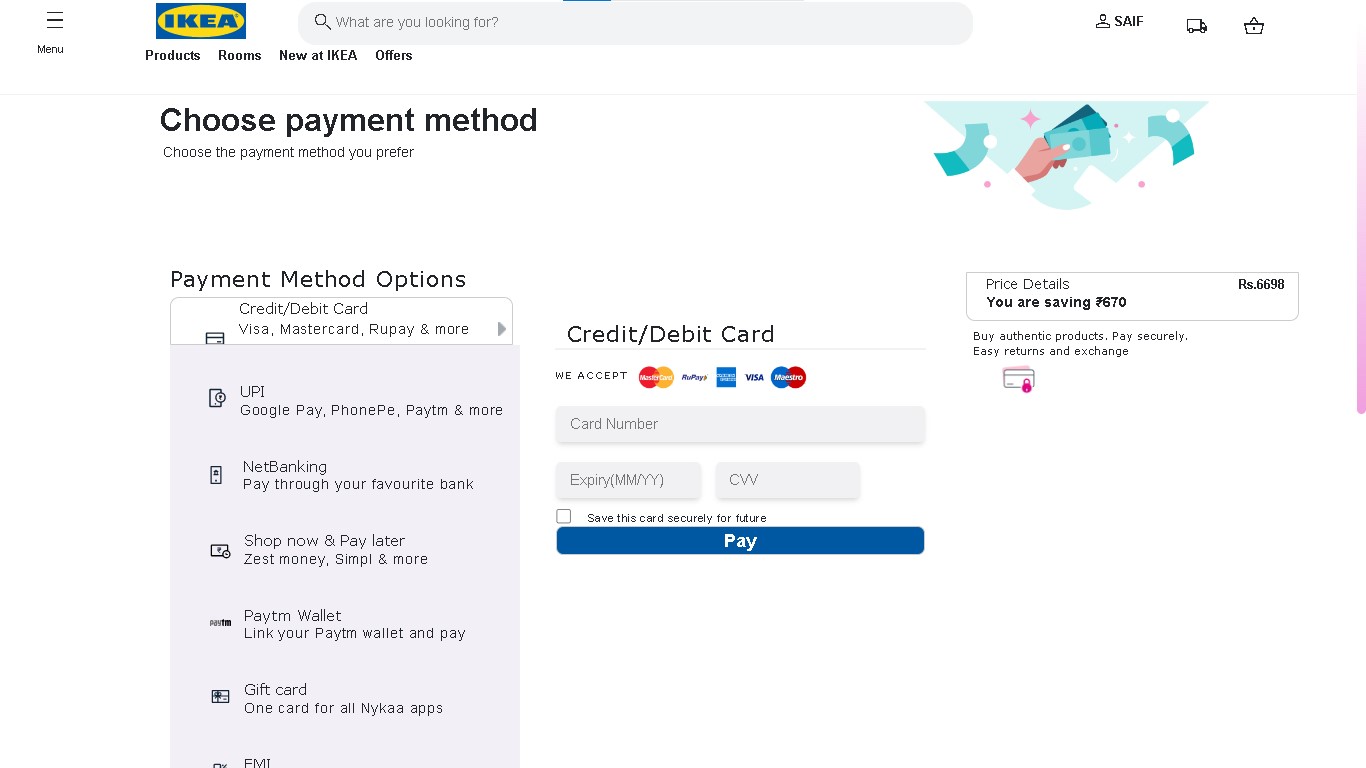 IKEA
What are you looking for?
SAIF
Menu
Products Rooms New at IKEA Offers
Choose payment method
Choose the payment method you prefer
Payment Method Options
Credit/Debit Card
Visa, Mastercard, Rupay & more
UPI
Google Pay, PhonePe, Paytm & more
NetBanking
Pay through your favourite bank
Shop now & Pay later
Zest money, Simpl & more
paytm
Paytm Wallet
Link your Paytm wallet and pay
Gift card
One card for all Nykaa apps
EMI
Credit/Debit Card
WE ACCEPT MasterCard RuPay VISA Maestro
Card Number
Expiry(MM/YY) CVV
Save this card securely for future
Pay
Price Details Rs.6698
You are saving ₹670
Buy authentic products. Pay securely.
Easy returns and exchange